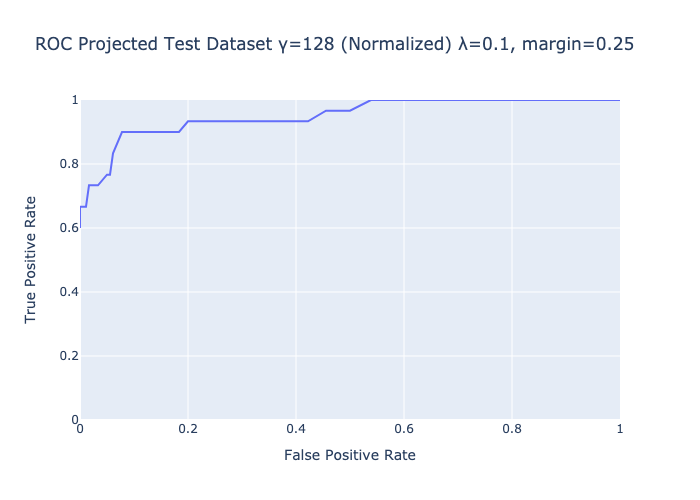 ROC Projected Test Dataset γ=128 (Normalized) λ=0.1, margin=0.25
1
0.8
0.6
0.4
0.2
0
True Positive Rate
0 0.2 0.4 0.6 0.8 1
False Positive Rate